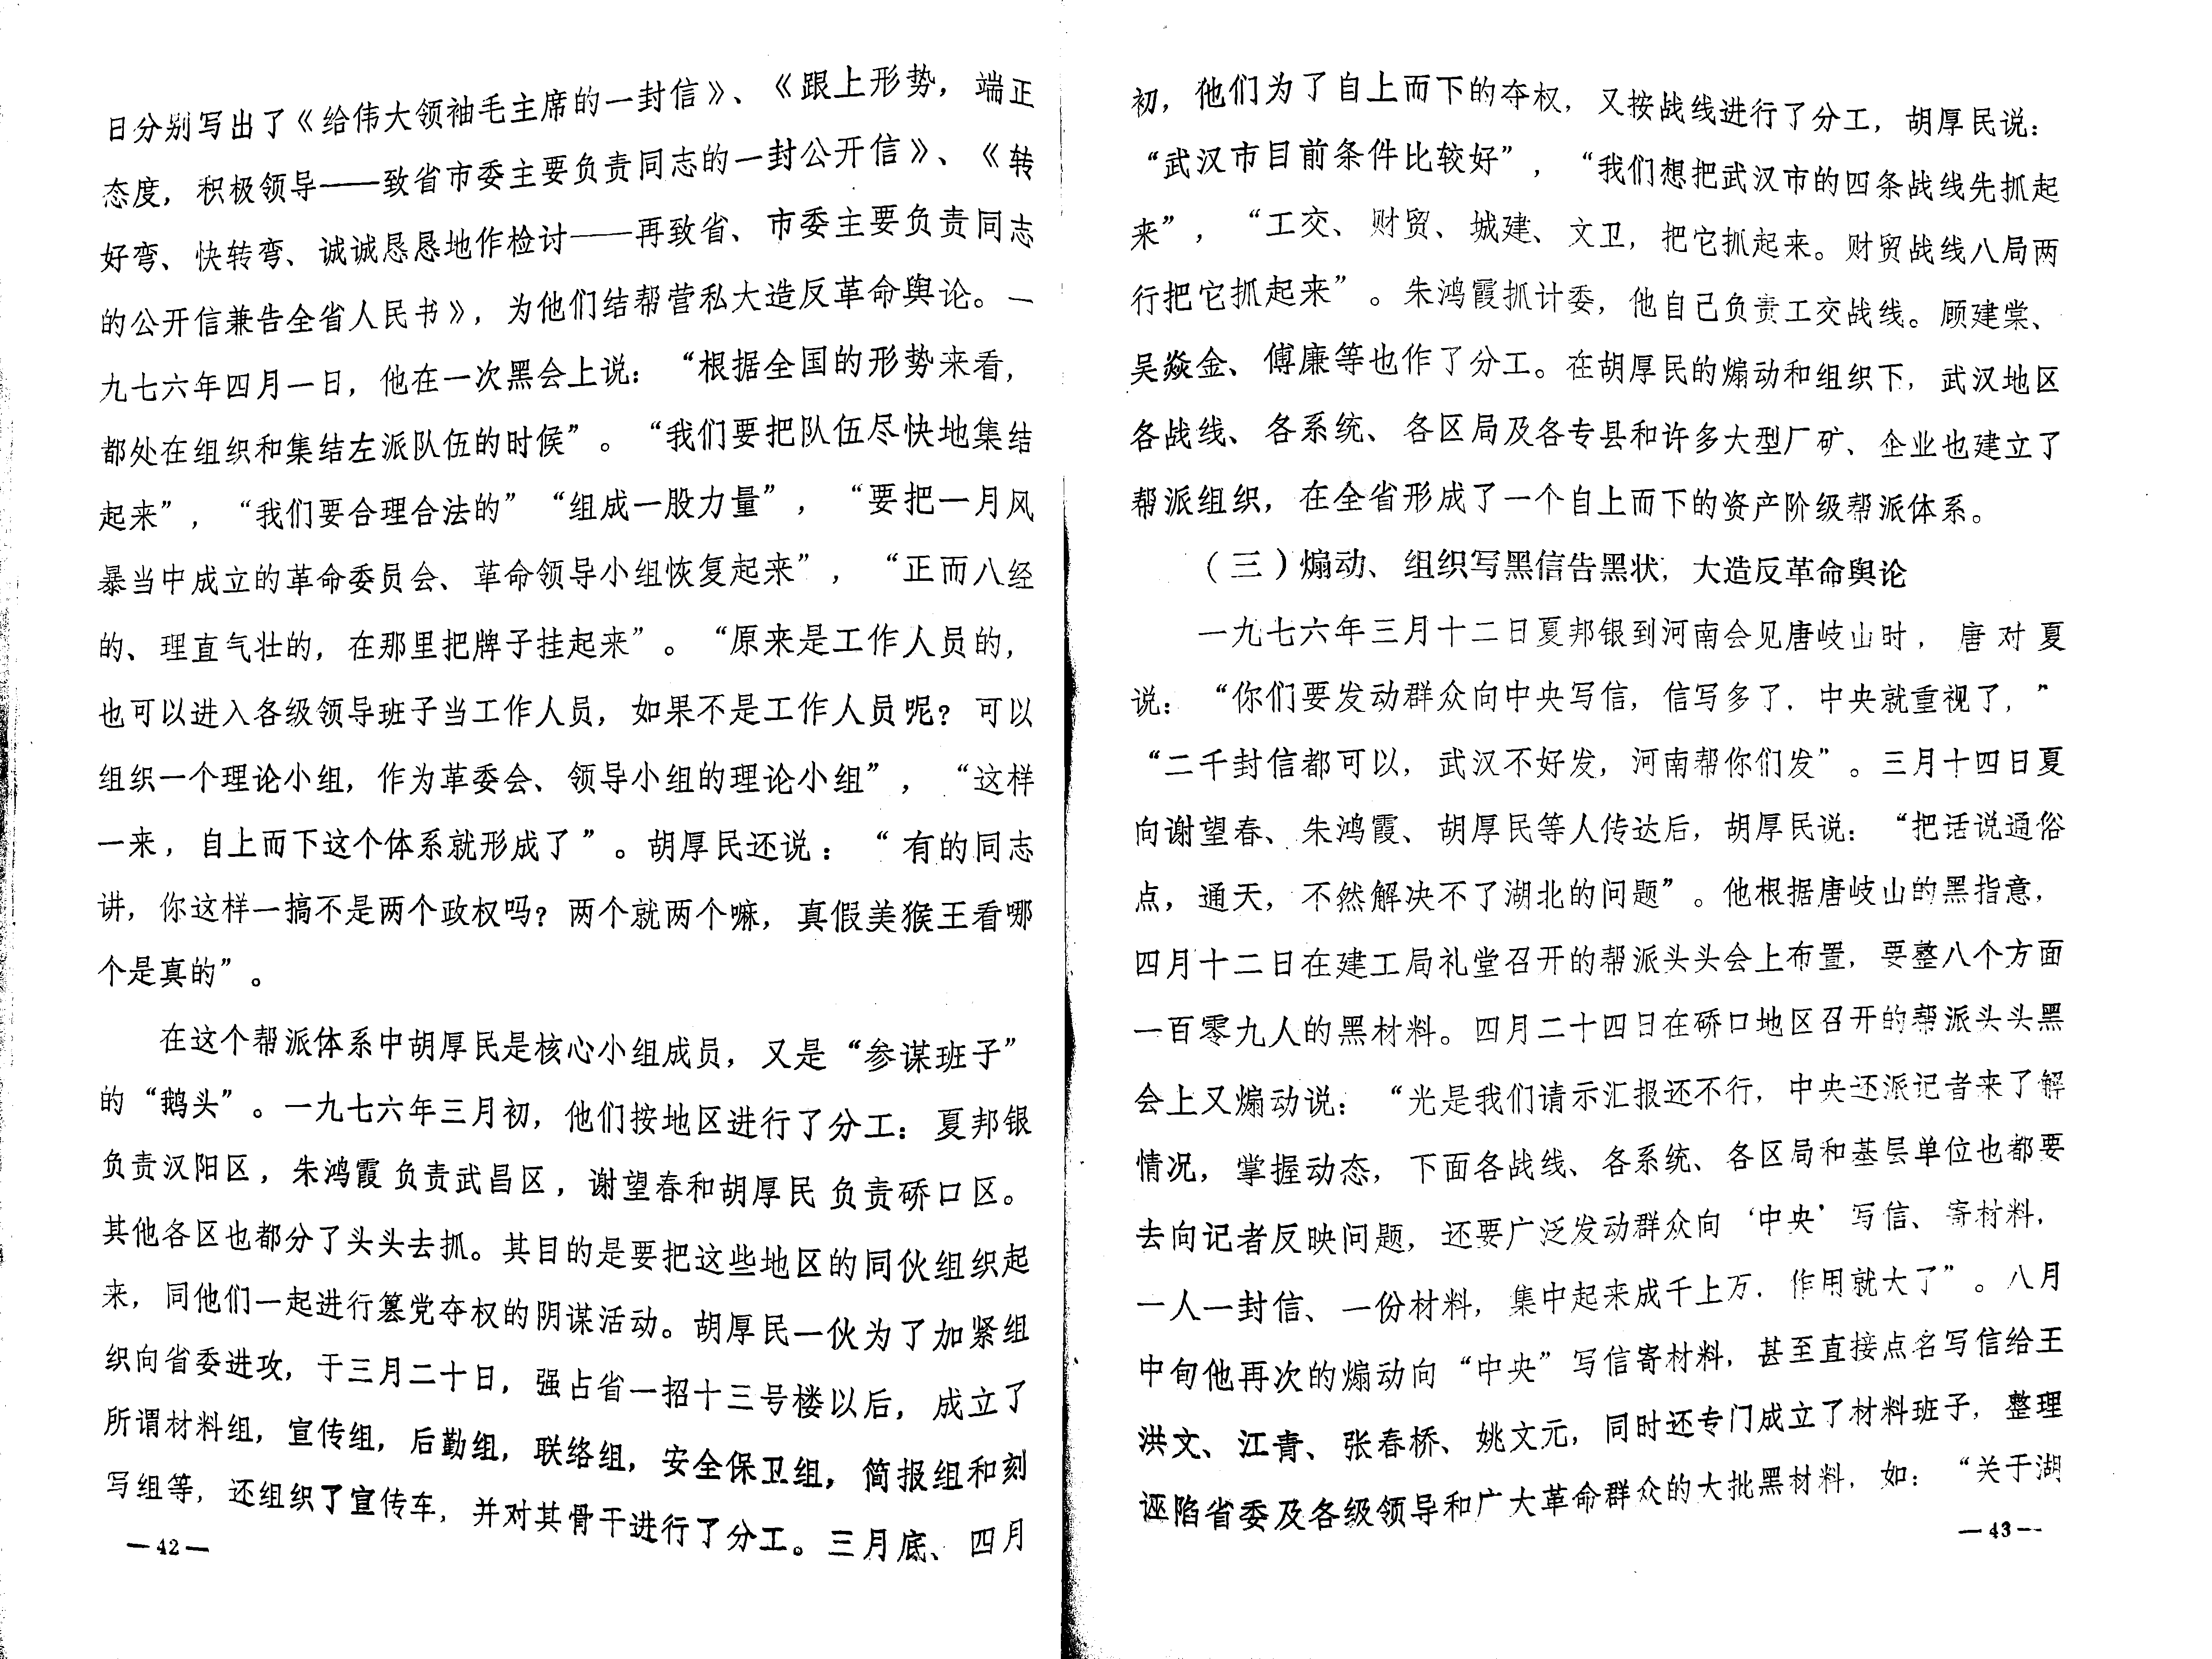 日分别写出了《给伟大领袖毛主席的一封信》、《跟上形势，端正
态度，积极领导——致省市委主要负责同志的一封公开信》、《转
好弯、快转弯、诚诚恳恳地作检讨——再致省、市委主要负责同志
的公开信兼告全省人民书》，为他们结帮营私大造反革命舆论。一
九七六年四月一日，他在一次黑会上说：“根据全国的形势来看，
都处在组织和集结左派队伍的时候”。“我们要把队伍尽快地集结
起来”，“我们要合理合法的”“组成一股力量”，“要把一月风
暴当中成立的革命委员会、革命领导小组恢复起来”，“正而八经
的、理直气壮的，在那里把牌子挂起来”。“原来是工作人员的，
也可以进入各级领导班子当工作人员，如果不是工作人员呢？可以
组织一个理论小组，作为革委会、领导小组的理论小组”，“这样
一来，自上而下这个体系就形成了”。胡厚民还说：“有的同志
讲，你这样一搞不是两个政权吗？两个就两个嘛，真假美猴王看哪
个是真的”。
在这个帮派体系中胡厚民是核心小组成员，又是“参谋班子”
的“鹅头”。一九七六年三月初，他们按地区进行了分工：夏邦银
负责汉阳区，朱鸿霞负责武昌区，谢望春和胡厚民负责硚口区。
其他各区也都分了头头去抓。其目的是要把这些地区的同伙组织起
来，同他们一起进行篡党夺权的阴谋活动。胡厚民一伙为了加紧组
织向省委进攻，于三月二十日，强占省一招十三号楼以后，成立了
所谓材料组，宣传组，后勤组，联络组，安全保卫组，简报组和刻
写组等，还组织了宣传车，并对其骨干进行了分工。三月底、四月
—42—
初，他们为了自上而下的夺权，又按战线进行了分工，胡厚民说：
“武汉市目前条件比较好”，“我们想把武汉市的四条战线先抓起
来”，“工交、财贸、城建、文卫，把它抓起来。财贸战线八局两
行把它抓起来”。朱鸿霞抓计委，他自己负责工交战线。顾建棠、
吴焱金、傅廉等也作了分工。在胡厚民的煽动和组织下，武汉地区
各战线、各系统、各区局及各专县和许多大型厂矿、企业也建立了
帮派组织，在全省形成了一个自上而下的资产阶级帮派体系。
（三）煽动、组织写黑信告黑状，大造反革命舆论
一九七六年三月十二日夏邦银到河南会见唐岐山时，唐对夏
说：“你们要发动群众向中央写信，信写多了，中央就重视了，”
“二千封信都可以，武汉不好发，河南帮你们发”。三月十四日夏
向谢望春、朱鸿霞、胡厚民等人传达后，胡厚民说：“把话说通俗
点，通天，不然解决不了湖北的问题”。他根据唐岐山的黑指意，
四月十二日在建工局礼堂召开的帮派头头会上布置，要整八个方面
一百零九人的黑材料。四月二十四日在硚口地区召开的帮派头头黑
会上又煽动说：“光是我们请示汇报还不行，中央还派记者来了解
情况，掌握动态，下面各战线、各系统、各区局和基层单位也都要
去向记者反映问题，还要广泛发动群众向‘中央’写信、寄材料，
一人一封信、一份材料，集中起来成千上万，作用就大了”。八月
中旬他再次的煽动向“中央”写信寄材料，甚至直接点名写信给王
洪文、江青、张春桥、姚文元，同时还专门成立了材料班子，整理
诬陷省委及各级领导和广大革命群众的大批黑材料，如：“关于湖
—43—